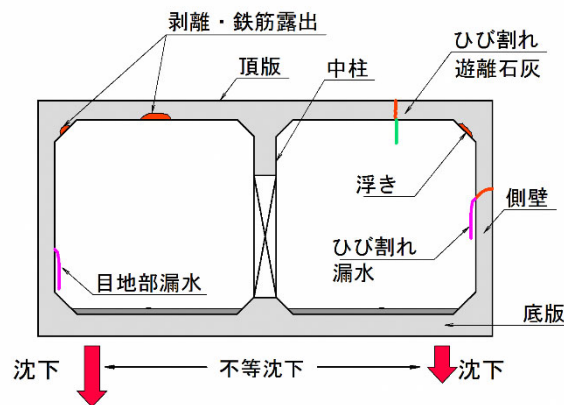 剥離・鉄筋露出
ひび割れ
遊離石灰
中柱
頂版
浮き
側壁
ひび割れ
漏水
目地部漏水
底版
沈下
不等沈下
沈下